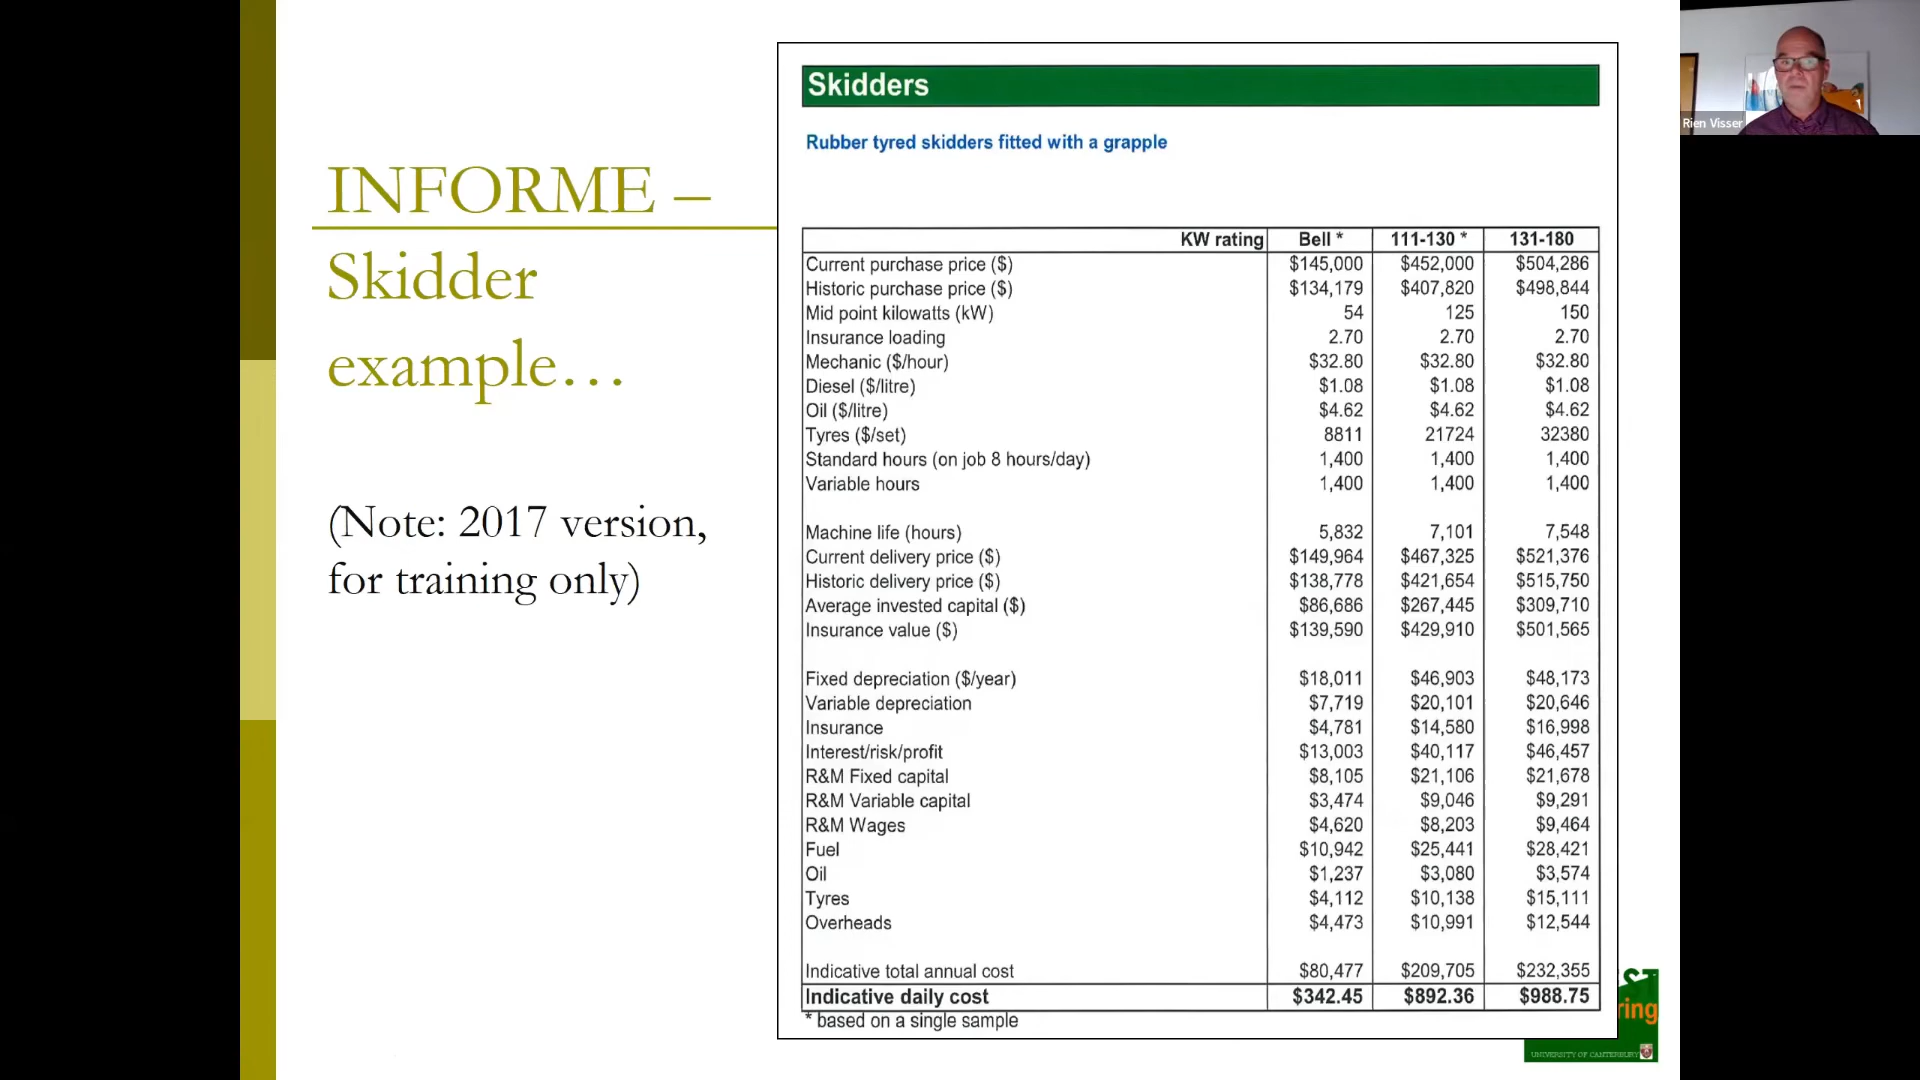 INFORME –
Skidder
example…
(Note: 2017 version,
for training only)
Skidders
Rubber tyred skidders fitted with a grapple
KW rating Bell * 111-130 * 131-180
Current purchase price ($) $145,000 $452,000 $504,286
Historic purchase price ($) $134,179 $407,820 $498,844
Mid point kilowatts (kW) 54 125 150
Insurance loading 2.70 2.70 2.70
Mechanic ($/hour) $32.80 $32.80 $32.80
Diesel ($/litre) $1.08 $1.08 $1.08
Oil ($/litre) $4.62 $4.62 $4.62
Tyres ($/set) 8811 21724 32380
Standard hours (on job 8 hours/day) 1,400 1,400 1,400
Variable hours 1,400 1,400 1,400
Machine life (hours) 5,832 7,101 7,548
Current delivery price ($) $149,964 $467,325 $521,376
Historic delivery price ($) $138,778 $421,654 $515,750
Average invested capital ($) $86,686 $267,445 $309,710
Insurance value ($) $139,590 $429,910 $501,565
Fixed depreciation ($/year) $18,011 $46,903 $48,173
Variable depreciation $7,719 $20,101 $20,646
Insurance $4,781 $14,580 $16,998
Interest/risk/profit $13,003 $40,117 $46,457
R&M Fixed capital $8,105 $21,106 $21,678
R&M Variable capital $3,474 $9,046 $9,291
R&M Wages $4,620 $8,203 $9,464
Fuel $10,942 $25,441 $28,421
Oil $1,237 $3,080 $3,574
Tyres $4,112 $10,138 $15,111
Overheads $4,473 $10,991 $12,544
Indicative total annual cost $80,477 $209,705 $232,355
Indicative daily cost $342.45 $892.36 $988.75
* based on a single sample
ST
ring
UNIVERSITY OF CANTERBURY
Rien Visser